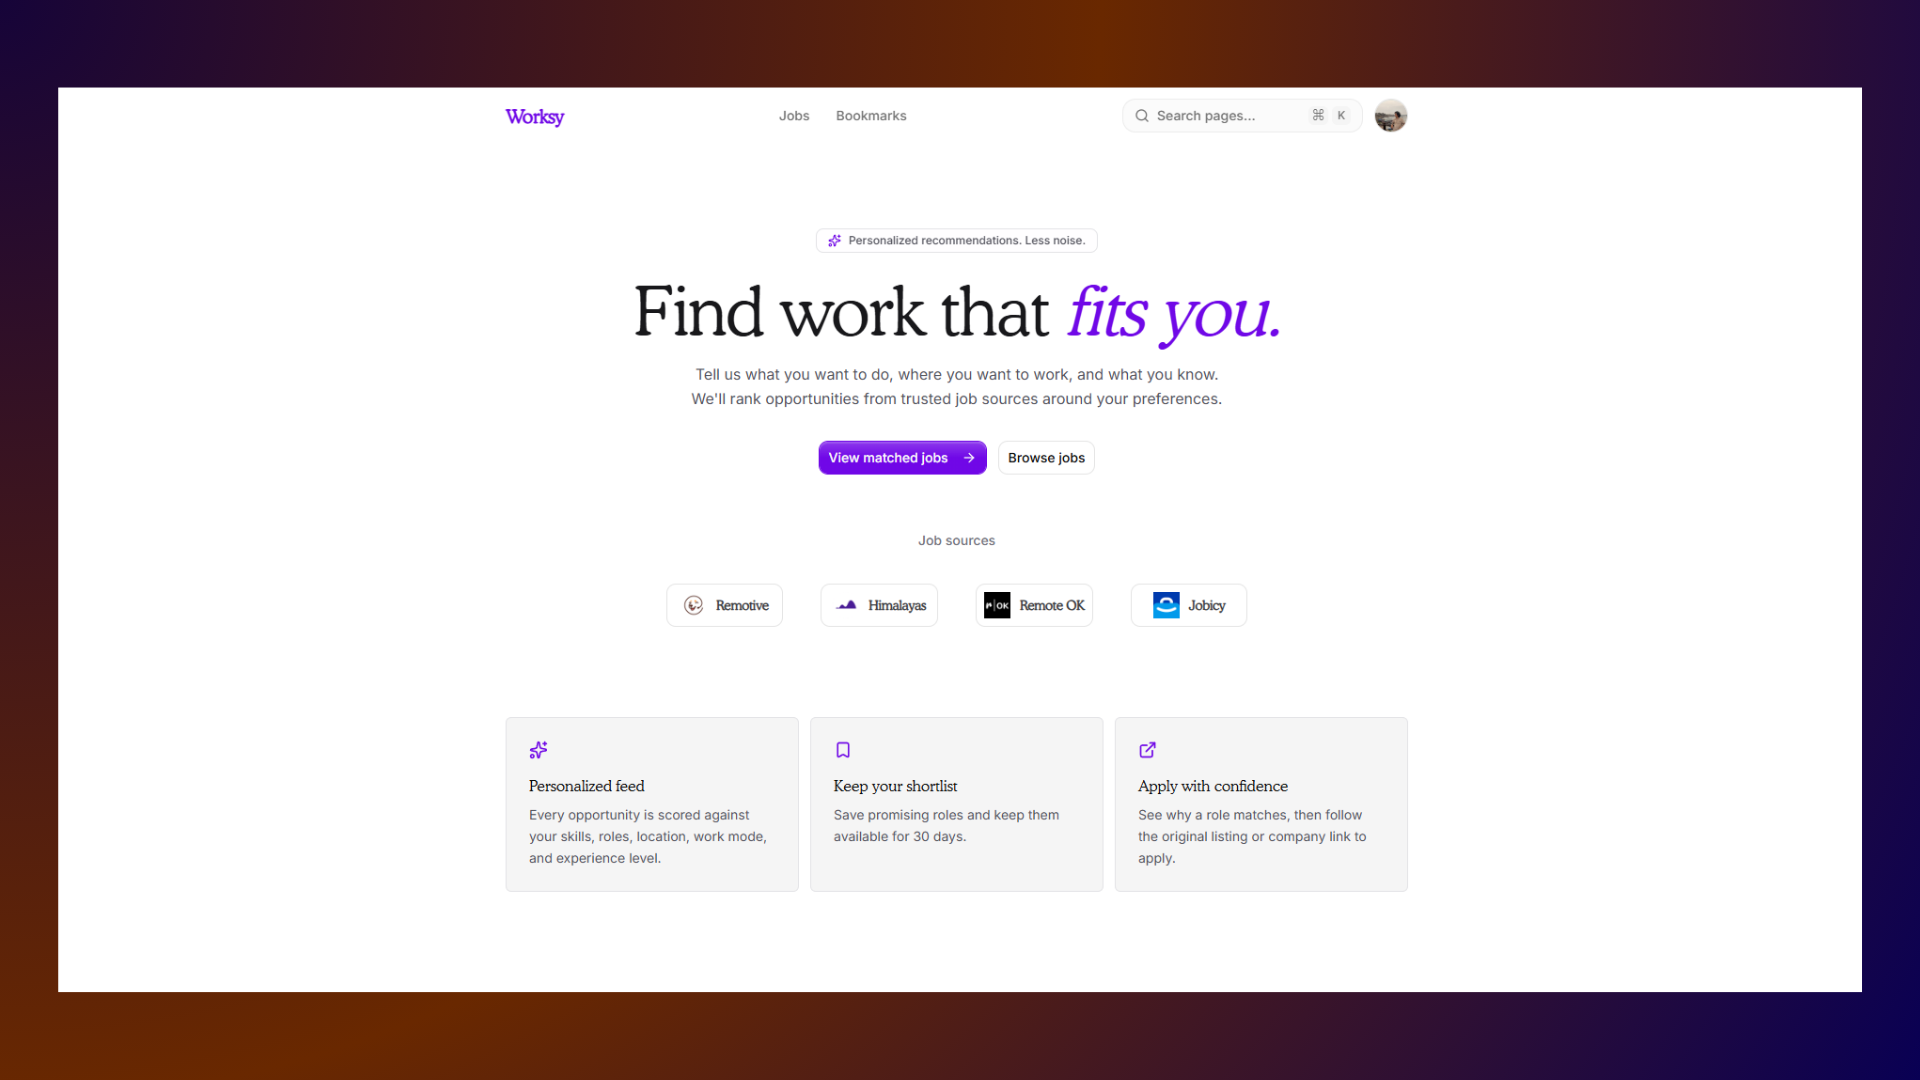 Worksy
Jobs
Bookmarks
Search pages...
⌘ K
Personalized recommendations. Less noise.
Find work that fits you.
Tell us what you want to do, where you want to work, and what you know.
We'll rank opportunities from trusted job sources around your preferences.
View matched jobs →
Browse jobs
Job sources
Remotive
Himalayas
r|OK Remote OK
Jobicy
Personalized feed
Every opportunity is scored against
your skills, roles, location, work mode,
and experience level.
Keep your shortlist
Save promising roles and keep them
available for 30 days.
Apply with confidence
See why a role matches, then follow
the original listing or company link to
apply.